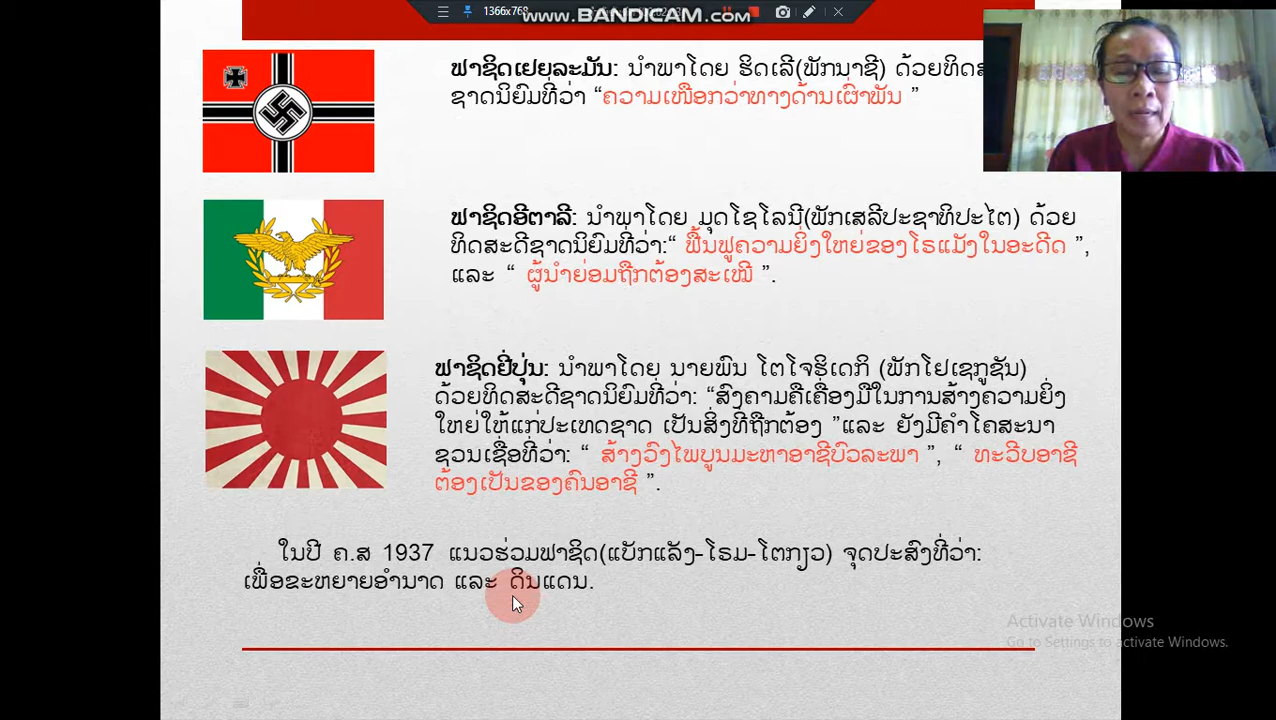 1366x768
www.BANDICAM.com
ຟາຊິດເຢຍລະມັນ: ນຳພາໂດຍ ຮິດເລີ(ພັກນາຊີ) ດ້ວຍທິດສ
ຊາດນິຍົມທີ່ວ່າ “ຄວາມເໜືອກວ່າທາງດ້ານເຜົ່າພັນ ”
ຟາຊິດອີຕາລີ: ນຳພາໂດຍ ມຸດໂຊໂລນີ(ພັກເສລີປະຊາທິປະໄຕ) ດ້ວຍ
ທິດສະດີຊາດນິຍົມທີ່ວ່າ:“ ຟື້ນຟູຄວາມຍິ່ງໃຫຍ່ຂອງໂຣແມັງໃນອະດີດ ”,
ແລະ “ ຜູ້ນຳຍ່ອມຖືກຕ້ອງສະເໝີ ”.
ຟາຊິດຍີ່ປຸ່ນ: ນຳພາໂດຍ ນາຍພົນ ໂຕໂຈຮິເດກິ (ພັກໂຢເຊກູຊັນ)
ດ້ວຍທິດສະດີຊາດນິຍົມທີ່ວ່າ: “ສົງຄາມຄືເຄື່ອງມືໃນການສ້າງຄວາມຍິ່ງ
ໃຫຍ່ໃຫ້ແກ່ປະເທດຊາດ ເປັນສິ່ງທີ່ຖືກຕ້ອງ ”ແລະ ຍັງມີຄຳໂຄສະນາ
ຊວນເຊື່ອທີ່ວ່າ: “ ສ້າງວົງໄພບູນມະຫາອາຊີບົວລະພາ ”, “ ທະວີບອາຊີ
ຕ້ອງເປັນຂອງຄົນອາຊີ ”.
ໃນປີ ຄ.ສ 1937 ແນວຮ່ວມຟາຊິດ(ແບັກແລັງ-ໂຣມ-ໂຕກຽວ) ຈຸດປະສົງທີ່ວ່າ:
ເພື່ອຂະຫຍາຍອຳນາດ ແລະ ດິນແດນ.
Activate Windows
Go to Settings to activate Windows.